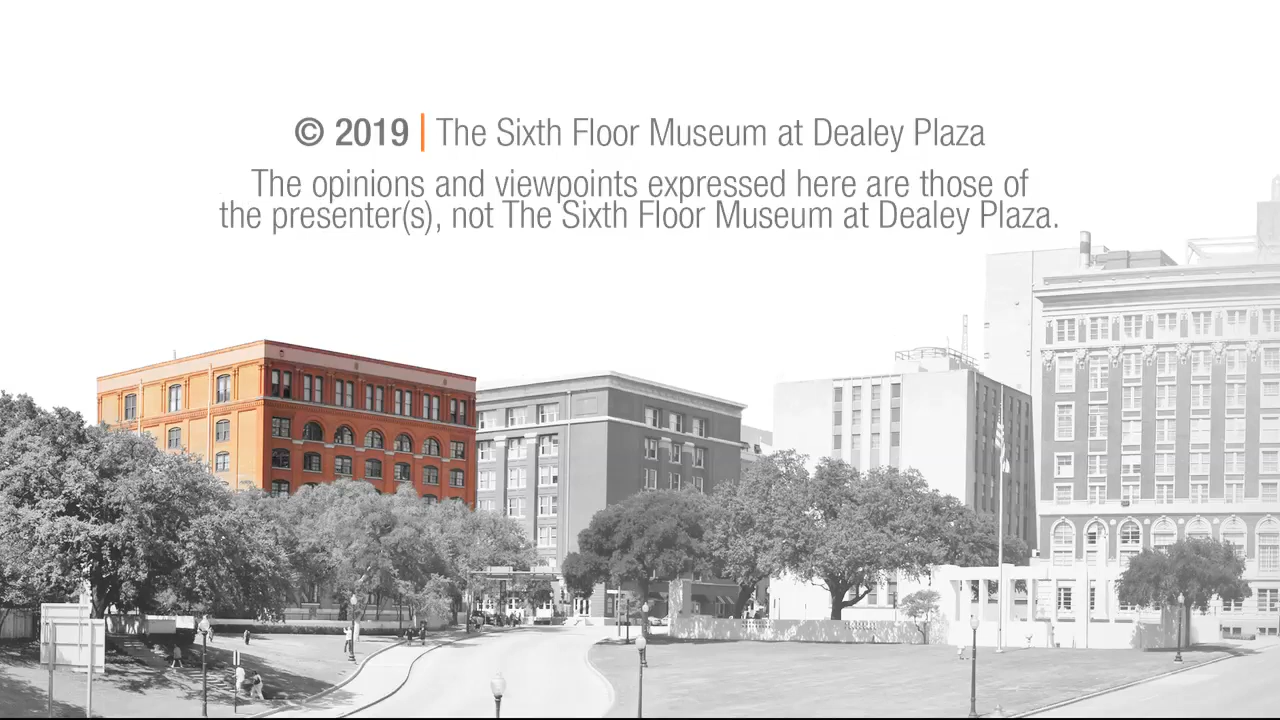 © 2019 | The Sixth Floor Museum at Dealey Plaza
The opinions and viewpoints expressed here are those of
the presenter(s), not The Sixth Floor Museum at Dealey Plaza.